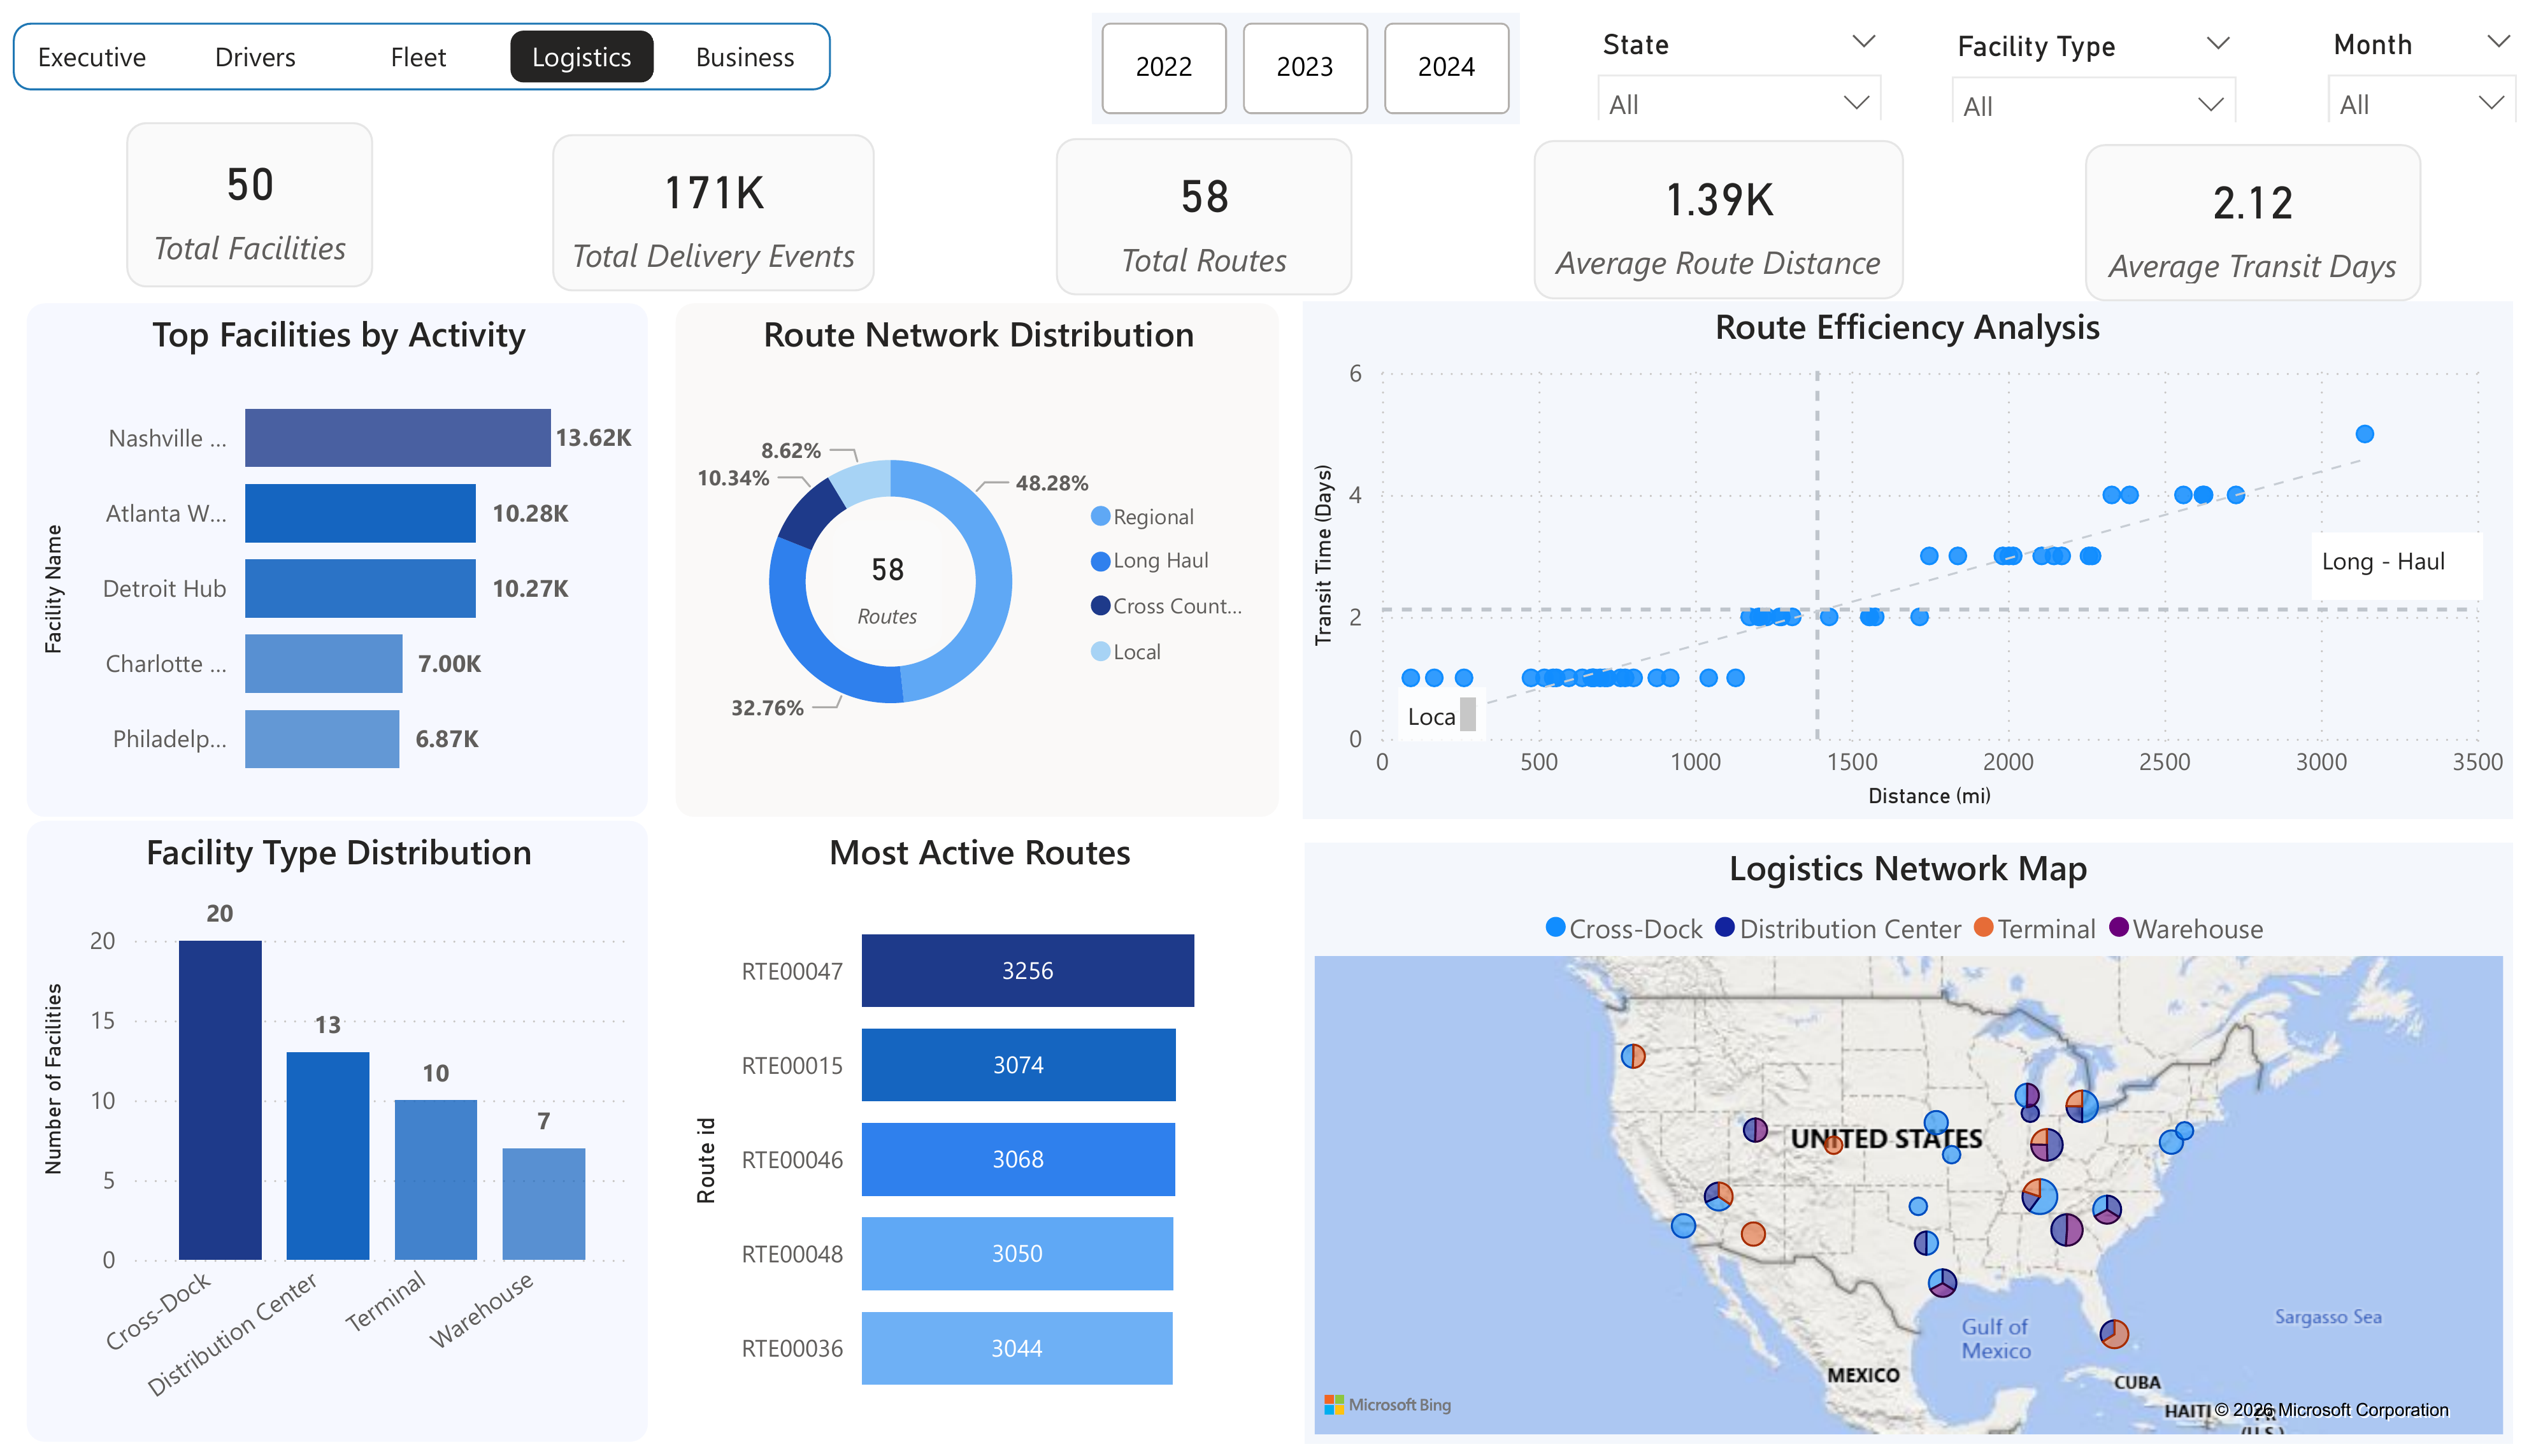 Executive
Drivers
Fleet
Logistics
Business
2022
2023
2024
State
All
Facility Type
All
Month
All
50
Total Facilities
171K
Total Delivery Events
58
Total Routes
1.39K
Average Route Distance
2.12
Average Transit Days
Top Facilities by Activity
Facility Name
Nashville ...
13.62K
Atlanta W...
10.28K
Detroit Hub
10.27K
Charlotte ...
7.00K
Philadelp...
6.87K
Route Network Distribution
8.62%
10.34%
48.28%
32.76%
58
Routes
Regional
Long Haul
Cross Count...
Local
Route Efficiency Analysis
Transit Time (Days)
6
4
2
0
Long - Haul
Loca
0
500
1000
1500
2000
2500
3000
3500
Distance (mi)
Facility Type Distribution
Number of Facilities
20
15
10
5
0
20
13
10
7
Cross-Dock
Distribution Center
Terminal
Warehouse
Most Active Routes
Route id
RTE00047
3256
RTE00015
3074
RTE00046
3068
RTE00048
3050
RTE00036
3044
Logistics Network Map
Cross-Dock
Distribution Center
Terminal
Warehouse
UNITED STATES
Gulf of
Mexico
Sargasso Sea
MEXICO
CUBA
HAITI
Microsoft Bing
© 2026 Microsoft Corporation